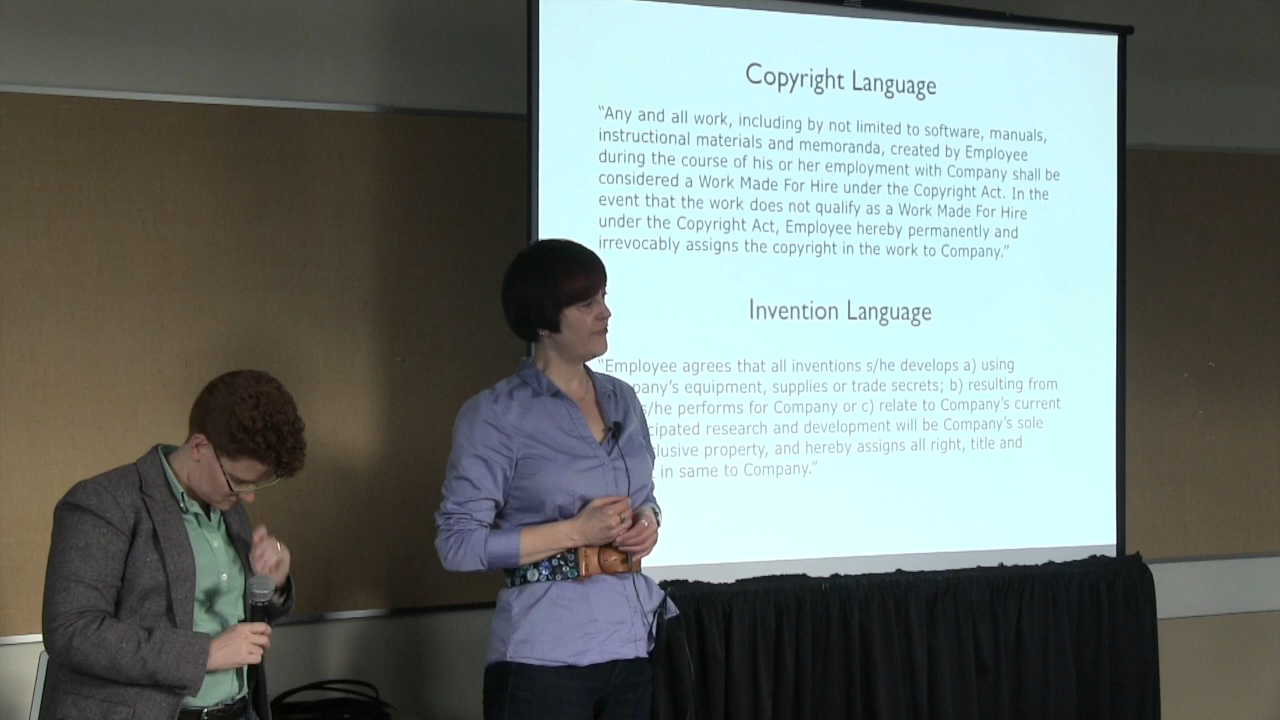 Copyright Language
“Any and all work, including by not limited to software, manuals,
instructional materials and memoranda, created by Employee
during the course of his or her employment with Company shall be
considered a Work Made For Hire under the Copyright Act. In the
event that the work does not qualify as a Work Made For Hire
under the Copyright Act, Employee hereby permanently and
irrevocably assigns the copyright in the work to Company.”
Invention Language
“Employee agrees that all inventions s/he develops a) using
pany’s equipment, supplies or trade secrets; b) resulting from
s/he performs for Company or c) relate to Company’s current
cipated research and development will be Company’s sole
lusive property, and hereby assigns all right, title and
in same to Company.”